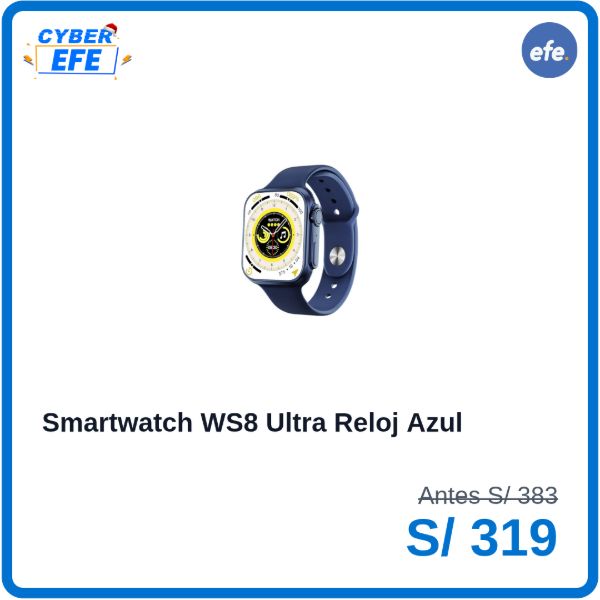 CYBER
EFE
efe.
Smartwatch WS8 Ultra Reloj Azul
Antes S/ 383
S/ 319